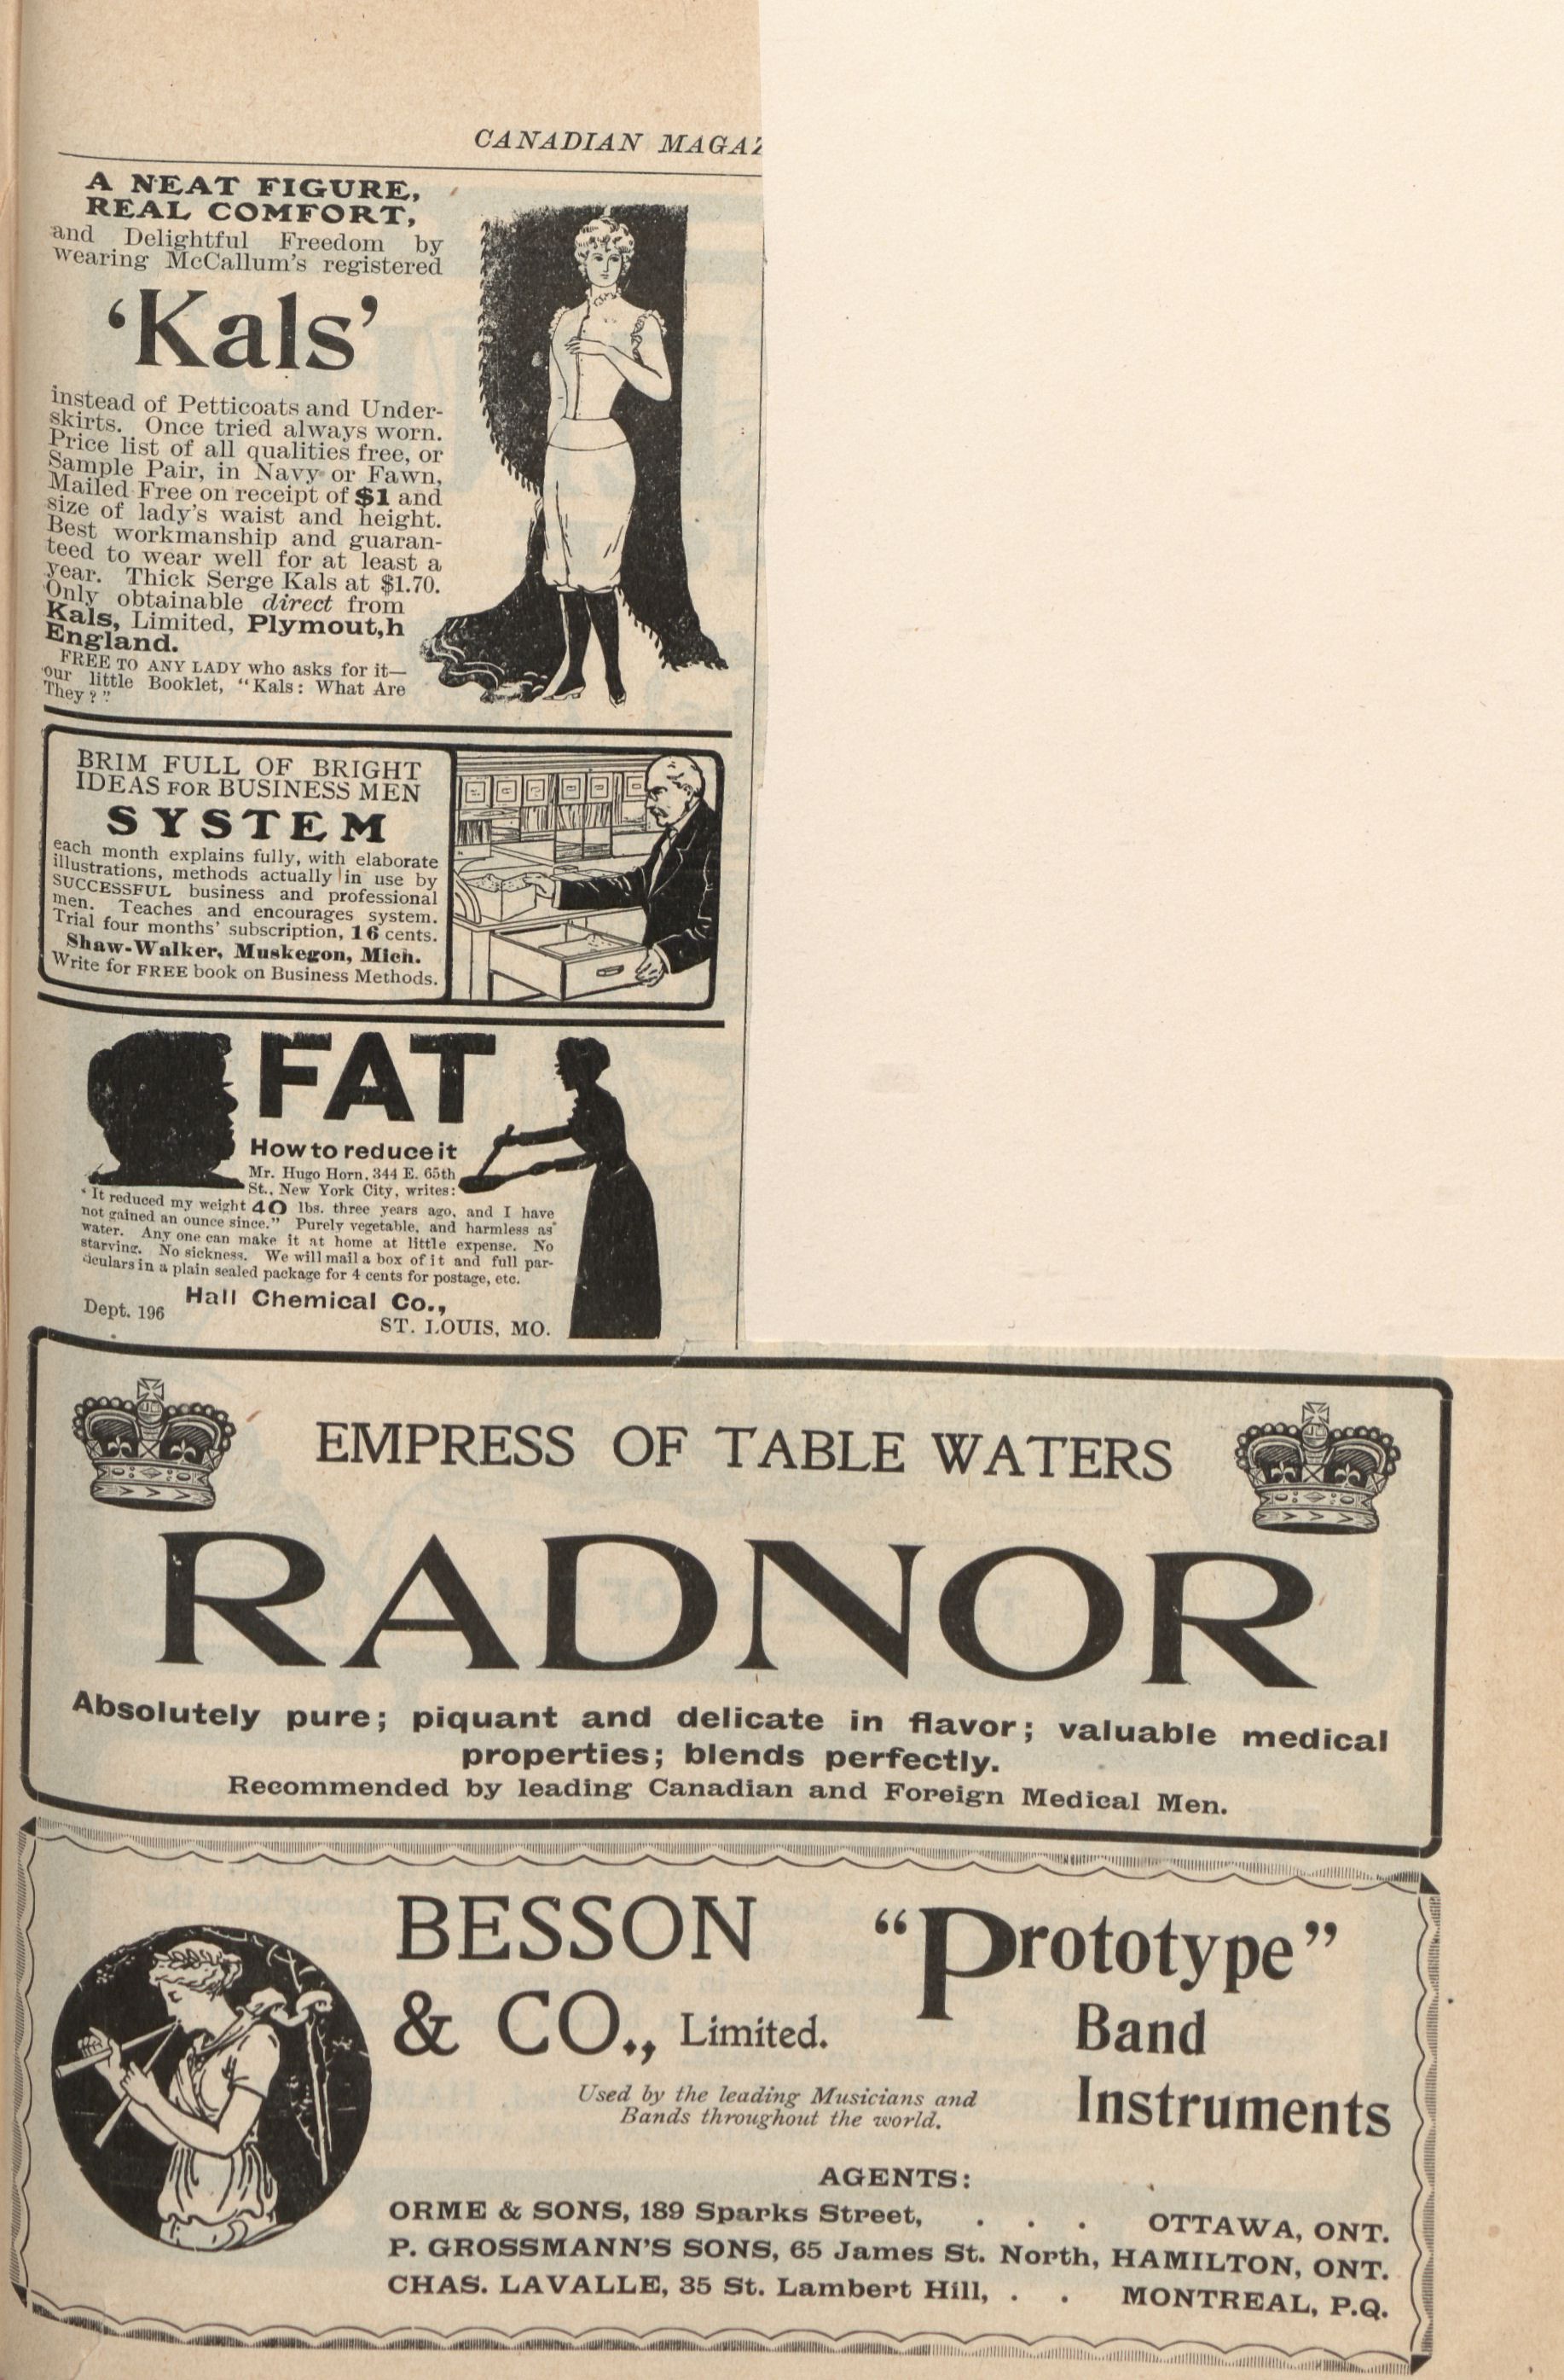 CANADIAN MAGAZ
A NEAT FIGURE,
REAL COMFORT,
and Delightful Freedom by
wearing McCallum's registered
‘Kals’
instead of Petticoats and Under-
skirts. Once tried always worn.
Price list of all qualities free, or
Sample Pair, in Navy or Fawn,
Mailed Free on receipt of $1 and
size of lady's waist and height.
Best workmanship and guaran-
teed to wear well for at least a
year. Thick Serge Kals at $1.70.
Only obtainable direct from
Kals, Limited, Plymout,h
England.
FREE TO ANY LADY who asks for it—
our little Booklet, “Kals: What Are
They?”
BRIM FULL OF BRIGHT
IDEAS FOR BUSINESS MEN
SYSTEM
each month explains fully, with elaborate
illustrations, methods actually in use by
SUCCESSFUL business and professional
men. Teaches and encourages system.
Trial four months' subscription, 16 cents.
Shaw-Walker, Muskegon, Mich.
Write for FREE book on Business Methods.
FAT
How to reduce it
Mr. Hugo Horn, 344 E. 65th
St., New York City, writes:
“It reduced my weight 40 lbs. three years ago, and I have
not gained an ounce since.” Purely vegetable, and harmless as
water. Any one can make it at home at little expense. No
starving. No sickness. We will mail a box of it and full par-
ticulars in a plain sealed package for 4 cents for postage, etc.
Hall Chemical Co.,
Dept. 196
ST. LOUIS, MO.
EMPRESS OF TABLE WATERS
RADNOR
Absolutely pure; piquant and delicate in flavor; valuable medical
properties; blends perfectly.
Recommended by leading Canadian and Foreign Medical Men.
BESSON
& CO., Limited.
“Prototype”
Band
Instruments
Used by the leading Musicians and
Bands throughout the world.
AGENTS:
ORME & SONS, 189 Sparks Street, . . . OTTAWA, ONT.
P. GROSSMANN'S SONS, 65 James St. North, HAMILTON, ONT.
CHAS. LAVALLE, 35 St. Lambert Hill, . . MONTREAL, P.Q.